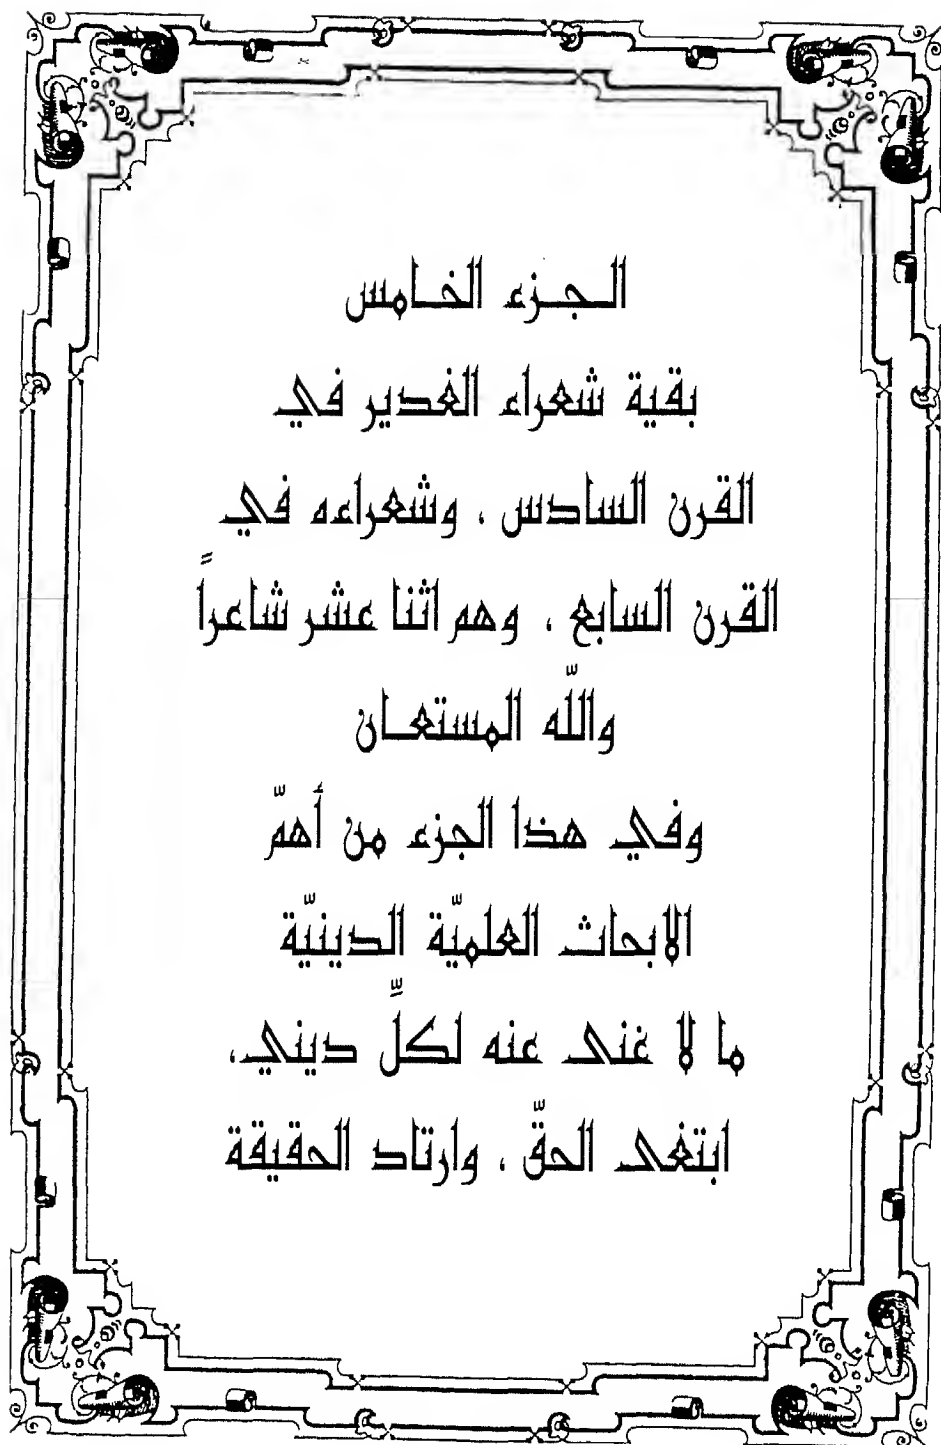 الجزء الخامس
بقية شعراء الغدير في
القرن السادس ، وشعراءه في
القرن السابع ، وهم اثنا عشر شاعراً
واللّه المستعان
وفي هذا الجزء من أهمّ
الابحاث العلميّة الدينيّة
ما لا غنى عنه لكلِّ ديني،
ابتغى الحقّ ، وارتاد الحقيقة